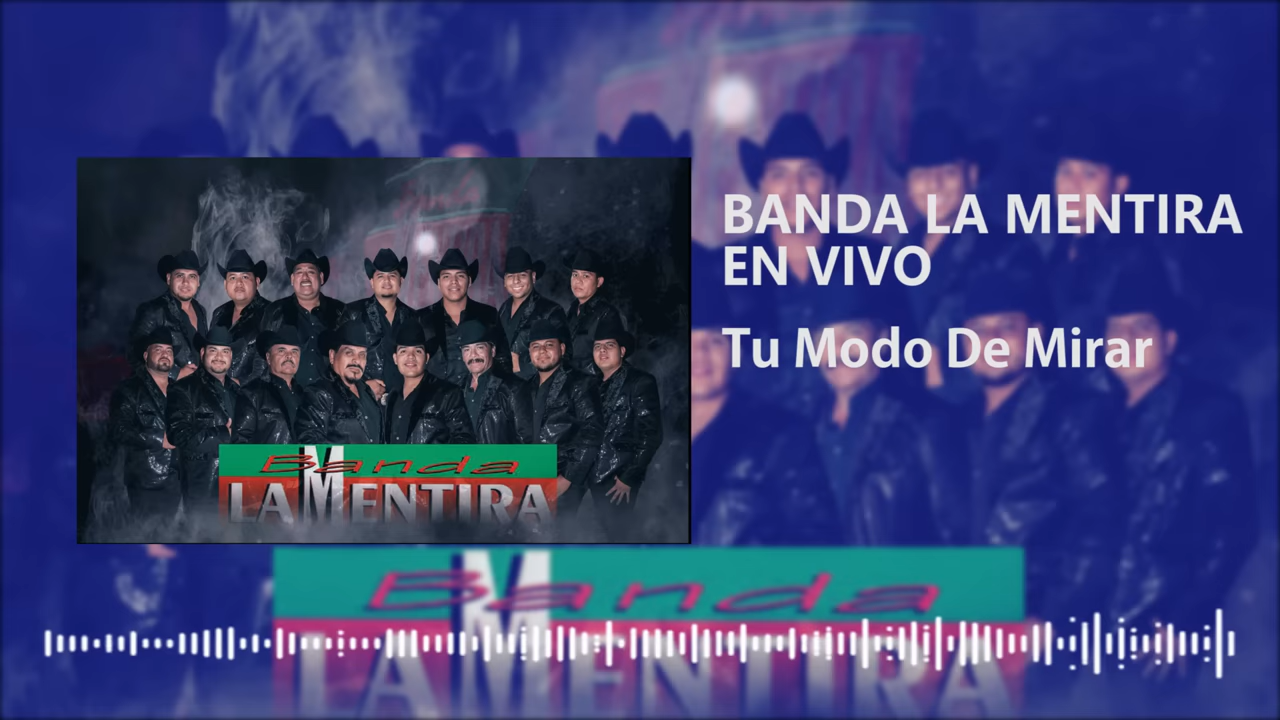 BANDA LA MENTIRA
EN VIVO
Tu Modo De Mirar
Banda
LA MENTIRA
Banda
LA MENTIRA